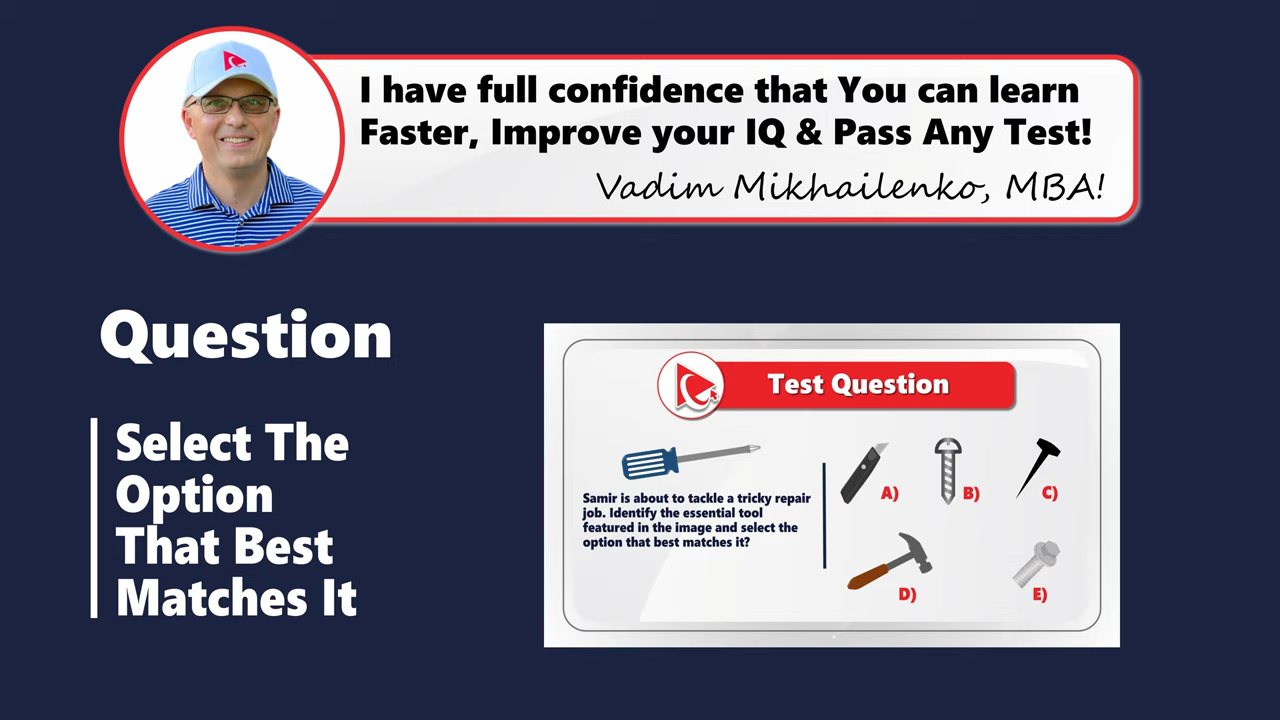 I have full confidence that You can learn
Faster, Improve your IQ & Pass Any Test!
Vadim Mikhailenko, MBA!
Question
Select The
Option
That Best
Matches It
Test Question
Samir is about to tackle a tricky repair
job. Identify the essential tool
featured in the image and select the
option that best matches it?
A)
B)
C)
D)
E)